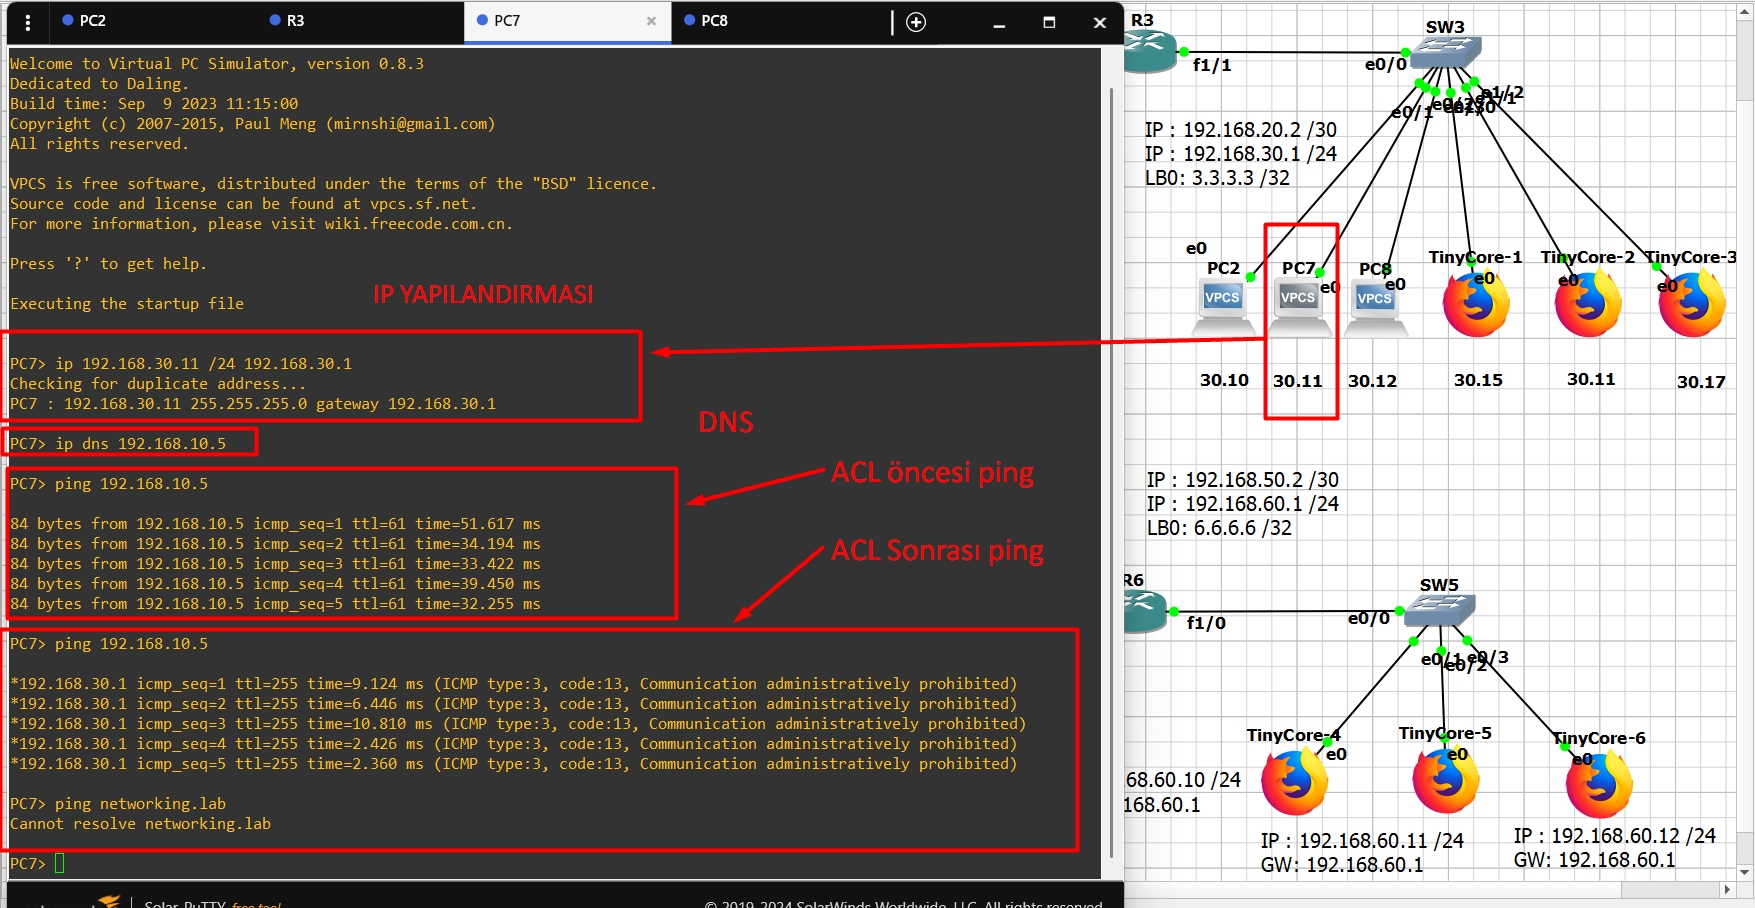 PC2
R3
PC7
PC8
Welcome to Virtual PC Simulator, version 0.8.3
Dedicated to Daling.
Build time: Sep  9 2023 11:15:00
Copyright (c) 2007-2015, Paul Meng (mirnshi@gmail.com)
All rights reserved.
VPCS is free software, distributed under the terms of the "BSD" licence.
Source code and license can be found at vpcs.sf.net.
For more information, please visit wiki.freecode.com.cn.
Press '?' to get help.
Executing the startup file
IP YAPILANDIRMASI
PC7> ip 192.168.30.11 /24 192.168.30.1
Checking for duplicate address...
PC7 : 192.168.30.11 255.255.255.0 gateway 192.168.30.1
DNS
PC7> ip dns 192.168.10.5
ACL öncesi ping
PC7> ping 192.168.10.5
84 bytes from 192.168.10.5 icmp_seq=1 ttl=61 time=51.617 ms
84 bytes from 192.168.10.5 icmp_seq=2 ttl=61 time=34.194 ms
84 bytes from 192.168.10.5 icmp_seq=3 ttl=61 time=33.422 ms
84 bytes from 192.168.10.5 icmp_seq=4 ttl=61 time=39.450 ms
84 bytes from 192.168.10.5 icmp_seq=5 ttl=61 time=32.255 ms
ACL Sonrası ping
PC7> ping 192.168.10.5
*192.168.30.1 icmp_seq=1 ttl=255 time=9.124 ms (ICMP type:3, code:13, Communication administratively prohibited)
*192.168.30.1 icmp_seq=2 ttl=255 time=6.446 ms (ICMP type:3, code:13, Communication administratively prohibited)
*192.168.30.1 icmp_seq=3 ttl=255 time=10.810 ms (ICMP type:3, code:13, Communication administratively prohibited)
*192.168.30.1 icmp_seq=4 ttl=255 time=2.426 ms (ICMP type:3, code:13, Communication administratively prohibited)
*192.168.30.1 icmp_seq=5 ttl=255 time=2.360 ms (ICMP type:3, code:13, Communication administratively prohibited)
PC7> ping networking.lab
Cannot resolve networking.lab
PC7>
Solar-PuTTY free tool
© 2019-2024 SolarWinds Worldwide, LLC. All rights reserved.
R3
SW3
f1/1
e0/0
e0/1
e1/2
IP : 192.168.20.2 /30
IP : 192.168.30.1 /24
LB0: 3.3.3.3 /32
e0
PC2
PC7
e0
PC8
e0
TinyCore-1
e0
TinyCore-2
e0
TinyCore-3
e0
VPCS
VPCS
VPCS
30.10
30.11
30.12
30.15
30.11
30.17
IP : 192.168.50.2 /30
IP : 192.168.60.1 /24
LB0: 6.6.6.6 /32
R6
SW5
f1/0
e0/0
e0/1
e0/2
e0/3
TinyCore-4
e0
TinyCore-5
e0
TinyCore-6
e0
68.60.10 /24
168.60.1
IP : 192.168.60.11 /24
GW: 192.168.60.1
IP : 192.168.60.12 /24
GW: 192.168.60.1